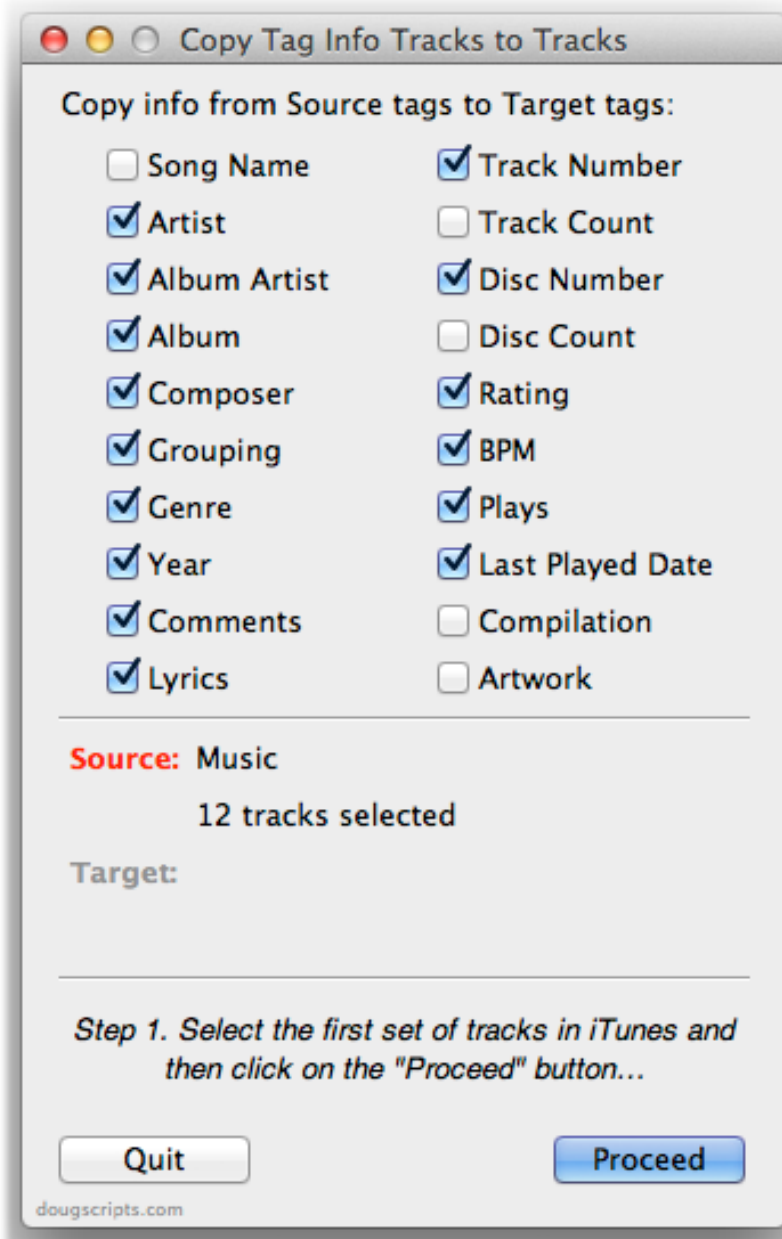 Copy Tag Info Tracks to Tracks
Copy info from Source tags to Target tags:
Song Name
Artist
Album Artist
Album
Composer
Grouping
Genre
Year
Comments
Lyrics
Track Number
Track Count
Disc Number
Disc Count
Rating
BPM
Plays
Last Played Date
Compilation
Artwork
Source: Music
12 tracks selected
Target:
Step 1. Select the first set of tracks in iTunes and
then click on the "Proceed" button...
Quit
Proceed
dougscripts.com